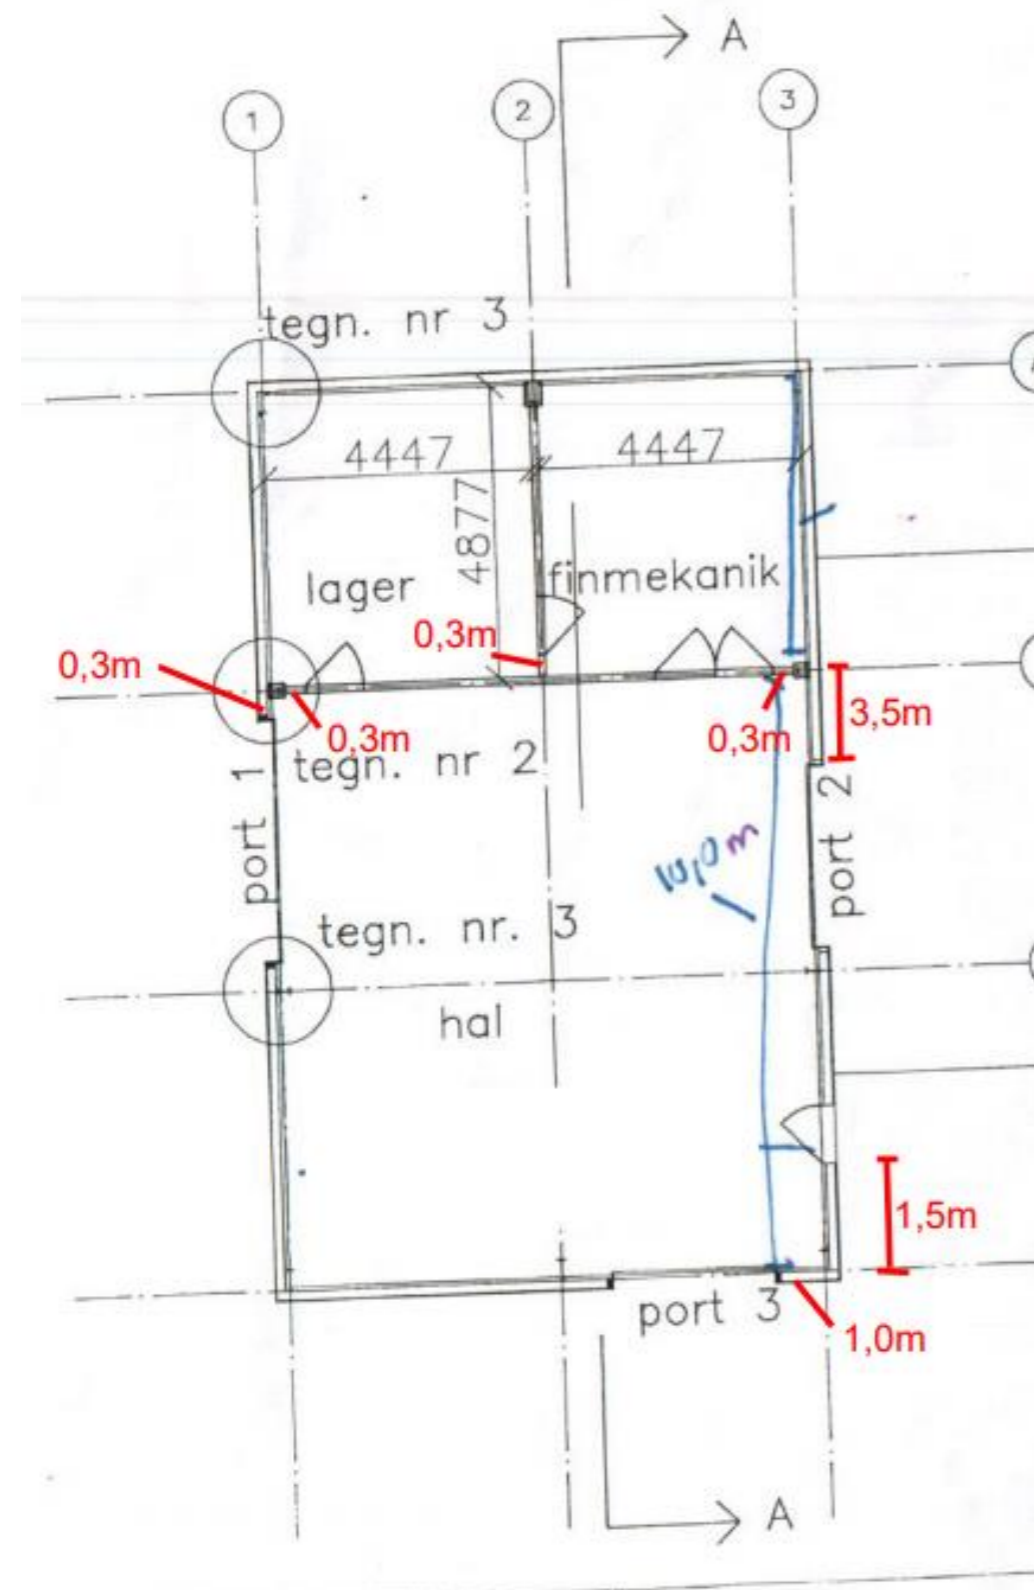 A
1
2
3
tegn. nr 3
4447
4447
4877
lager
finmekanik
0,3m
0,3m
0,3m
0,3m
3,5m
tegn. nr 2
port 1
port 2
10,0m
tegn. nr. 3
hal
1,5m
port 3
1,0m
A